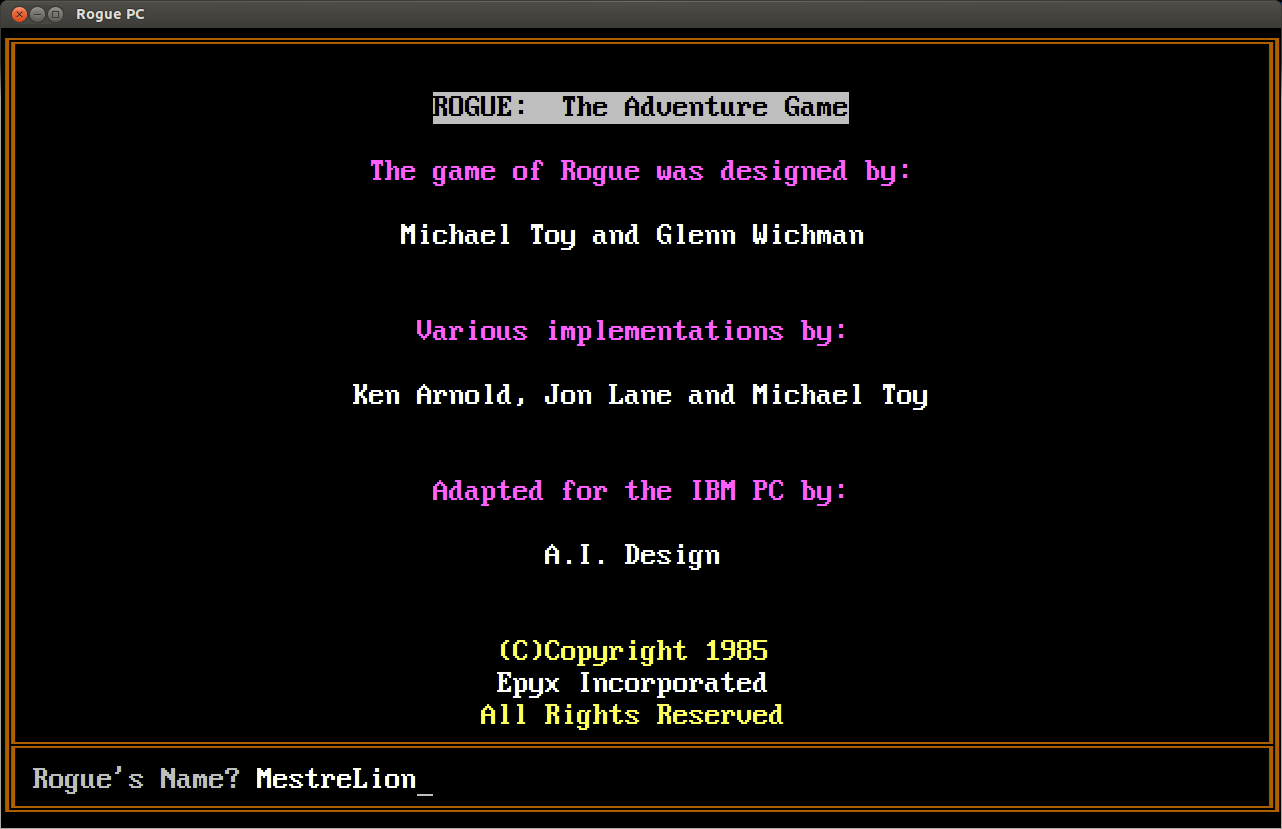 Rogue PC
ROGUE:  The Adventure Game
The game of Rogue was designed by:
Michael Toy and Glenn Wichman
Various implementations by:
Ken Arnold, Jon Lane and Michael Toy
Adapted for the IBM PC by:
A.I. Design
(C)Copyright 1985
Epyx Incorporated
All Rights Reserved
Rogue's Name? MestreLion_